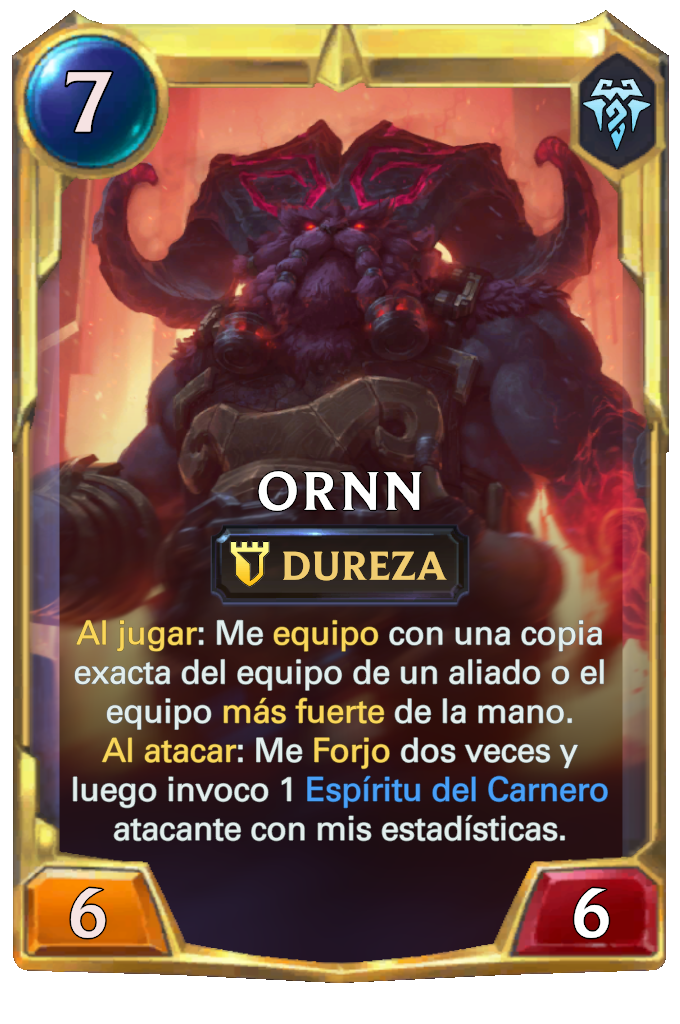 7
ORNN
DUREZA
Al jugar: Me equipo con una copia
exacta del equipo de un aliado o el
equipo más fuerte de la mano.
Al atacar: Me Forjo dos veces y
luego invoco 1 Espíritu del Carnero
atacante con mis estadísticas.
6 6